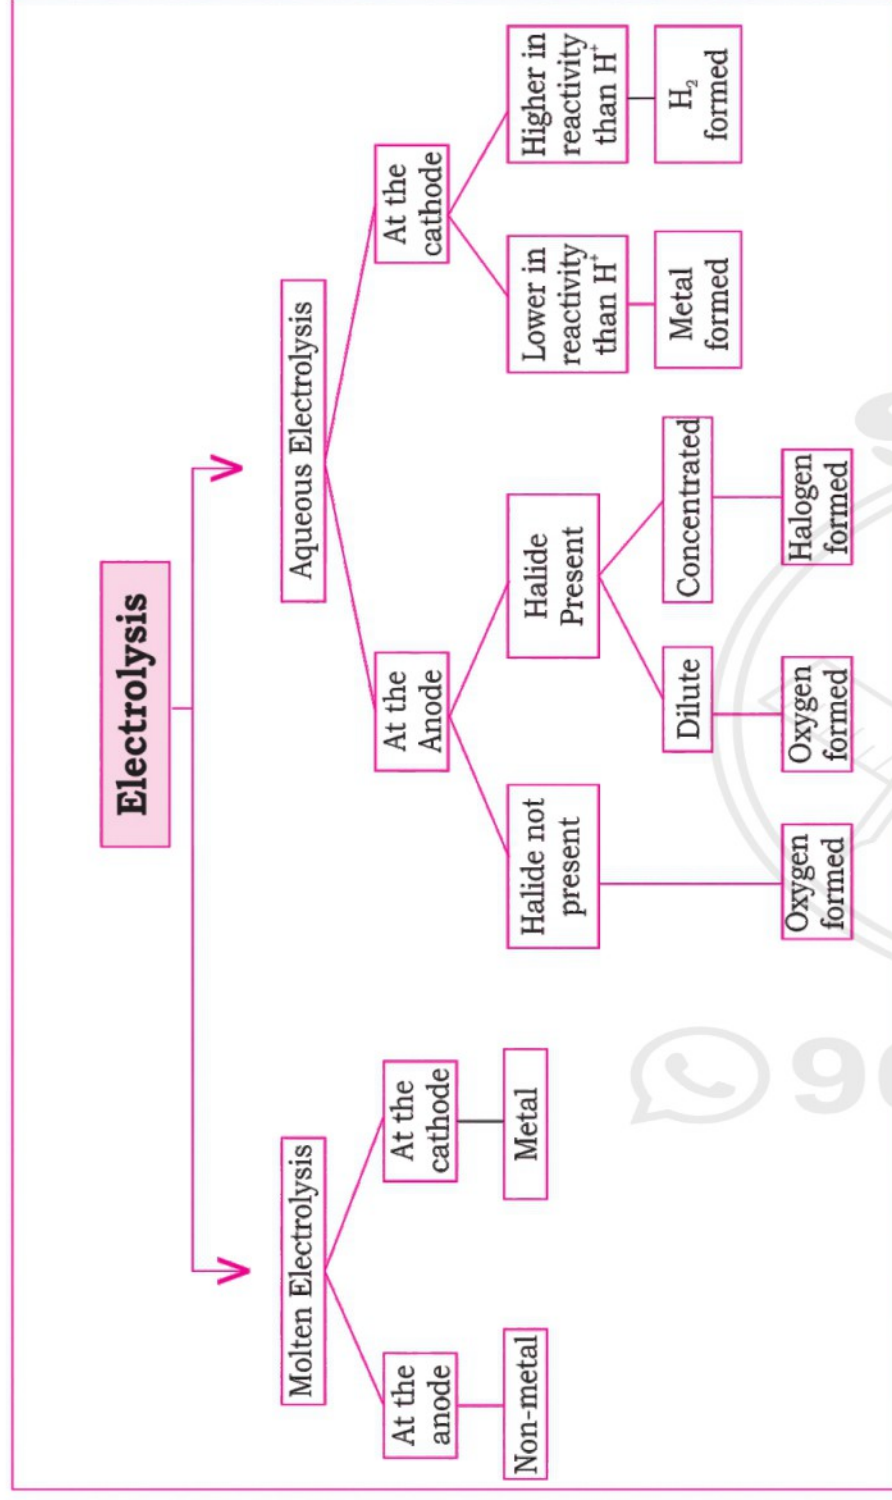 Electrolysis
Molten Electrolysis
Aqueous Electrolysis
At the
anode
At the
cathode
At the
Anode
At the
cathode
Non-metal
Metal
Halide not
present
Halide
Present
Lower in
reactivity
than H⁺
Higher in
reactivity
than H⁺
Dilute
Concentrated
Metal
formed
H₂
formed
Oxygen
formed
Oxygen
formed
Halogen
formed